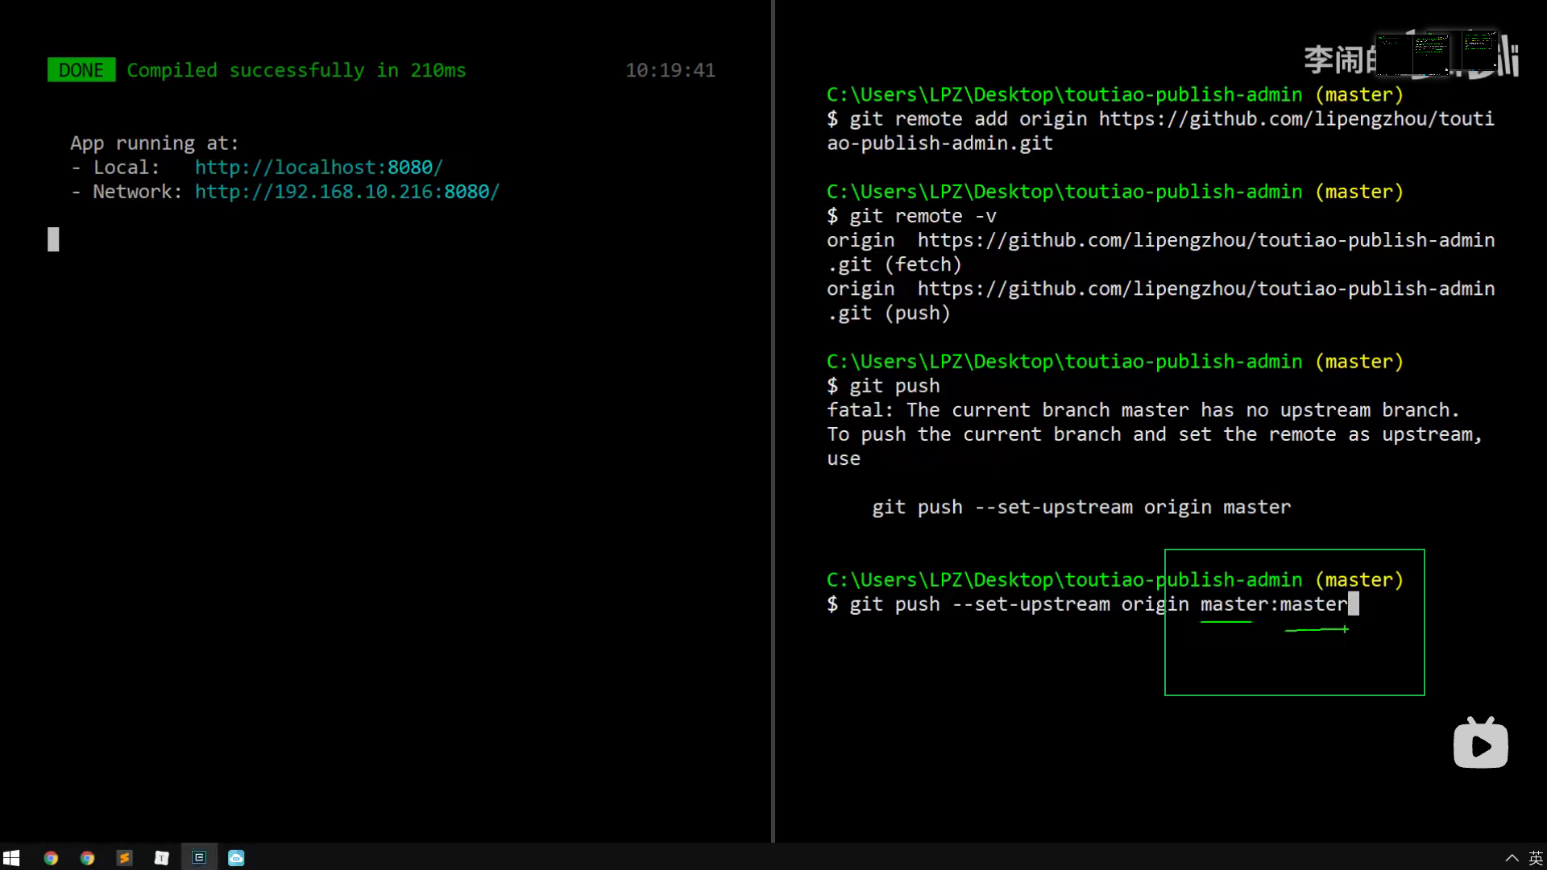 DONE Compiled successfully in 210ms 10:19:41
App running at:
- Local: http://localhost:8080/
- Network: http://192.168.10.216:8080/
李闹
C:\Users\LPZ\Desktop\toutiao-publish-admin (master)
$ git remote add origin https://github.com/lipengzhou/touti
ao-publish-admin.git
C:\Users\LPZ\Desktop\toutiao-publish-admin (master)
$ git remote -v
origin https://github.com/lipengzhou/toutiao-publish-admin
.git (fetch)
origin https://github.com/lipengzhou/toutiao-publish-admin
.git (push)
C:\Users\LPZ\Desktop\toutiao-publish-admin (master)
$ git push
fatal: The current branch master has no upstream branch.
To push the current branch and set the remote as upstream,
use
git push --set-upstream origin master
C:\Users\LPZ\Desktop\toutiao-publish-admin (master)
$ git push --set-upstream origin master:master
英